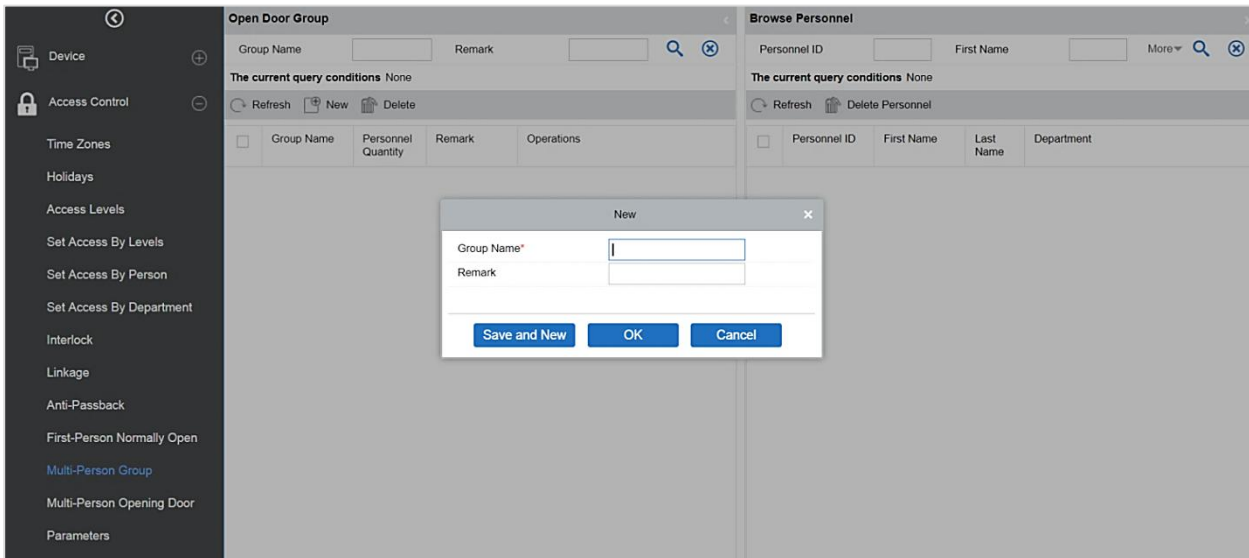 Device
Access Control
Time Zones
Holidays
Access Levels
Set Access By Levels
Set Access By Person
Set Access By Department
Interlock
Linkage
Anti-Passback
First-Person Normally Open
Multi-Person Group
Multi-Person Opening Door
Parameters
Open Door Group
Group Name Remark
The current query conditions None
Refresh New Delete
Group Name Personnel Quantity Remark Operations
Browse Personnel
Personnel ID First Name More
The current query conditions None
Refresh Delete Personnel
Personnel ID First Name Last Name Department
New
Group Name*
Remark
Save and New OK Cancel